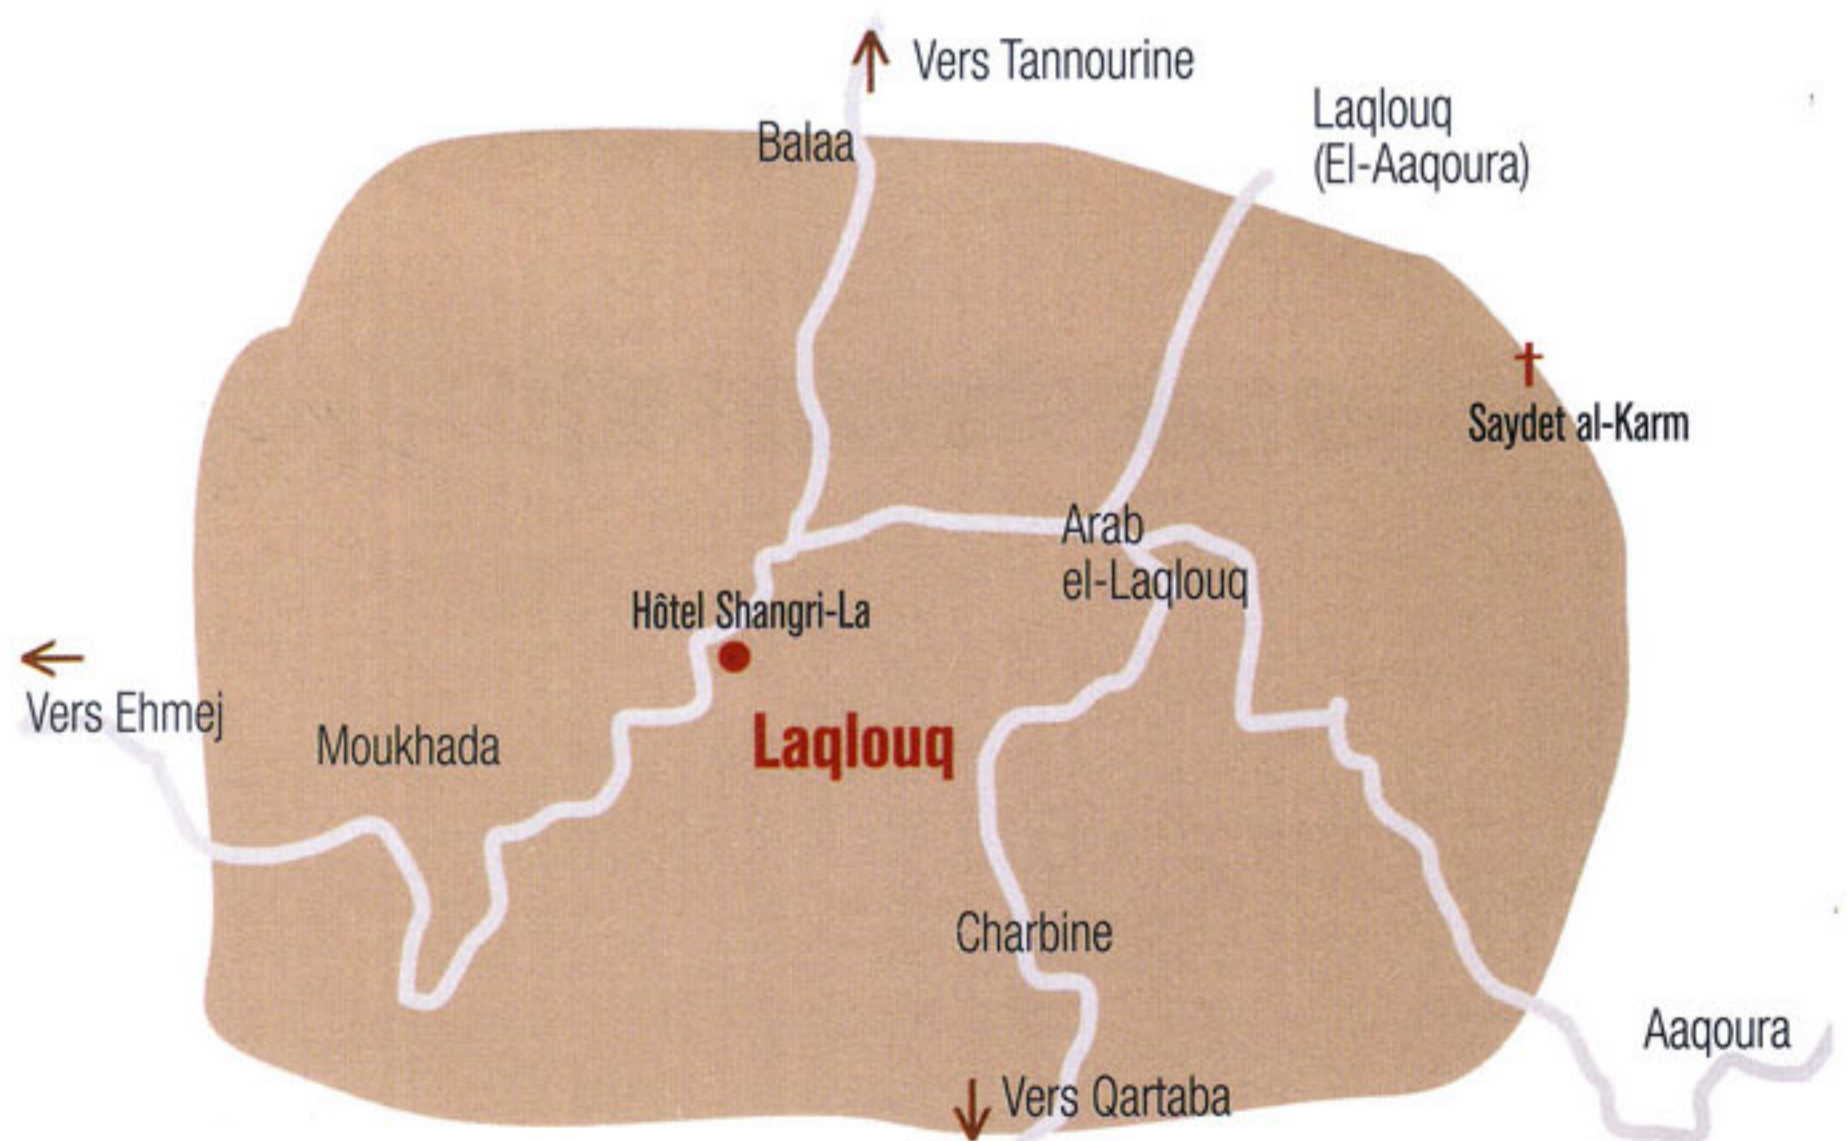 Vers Tannourine
Laqlouq
(El-Aaqoura)
Balaa
Saydet al-Karm
Arab
el-Laqlouq
Hôtel Shangri-La
Vers Ehmej
Moukhada
Laqlouq
Charbine
Aaqoura
Vers Qartaba